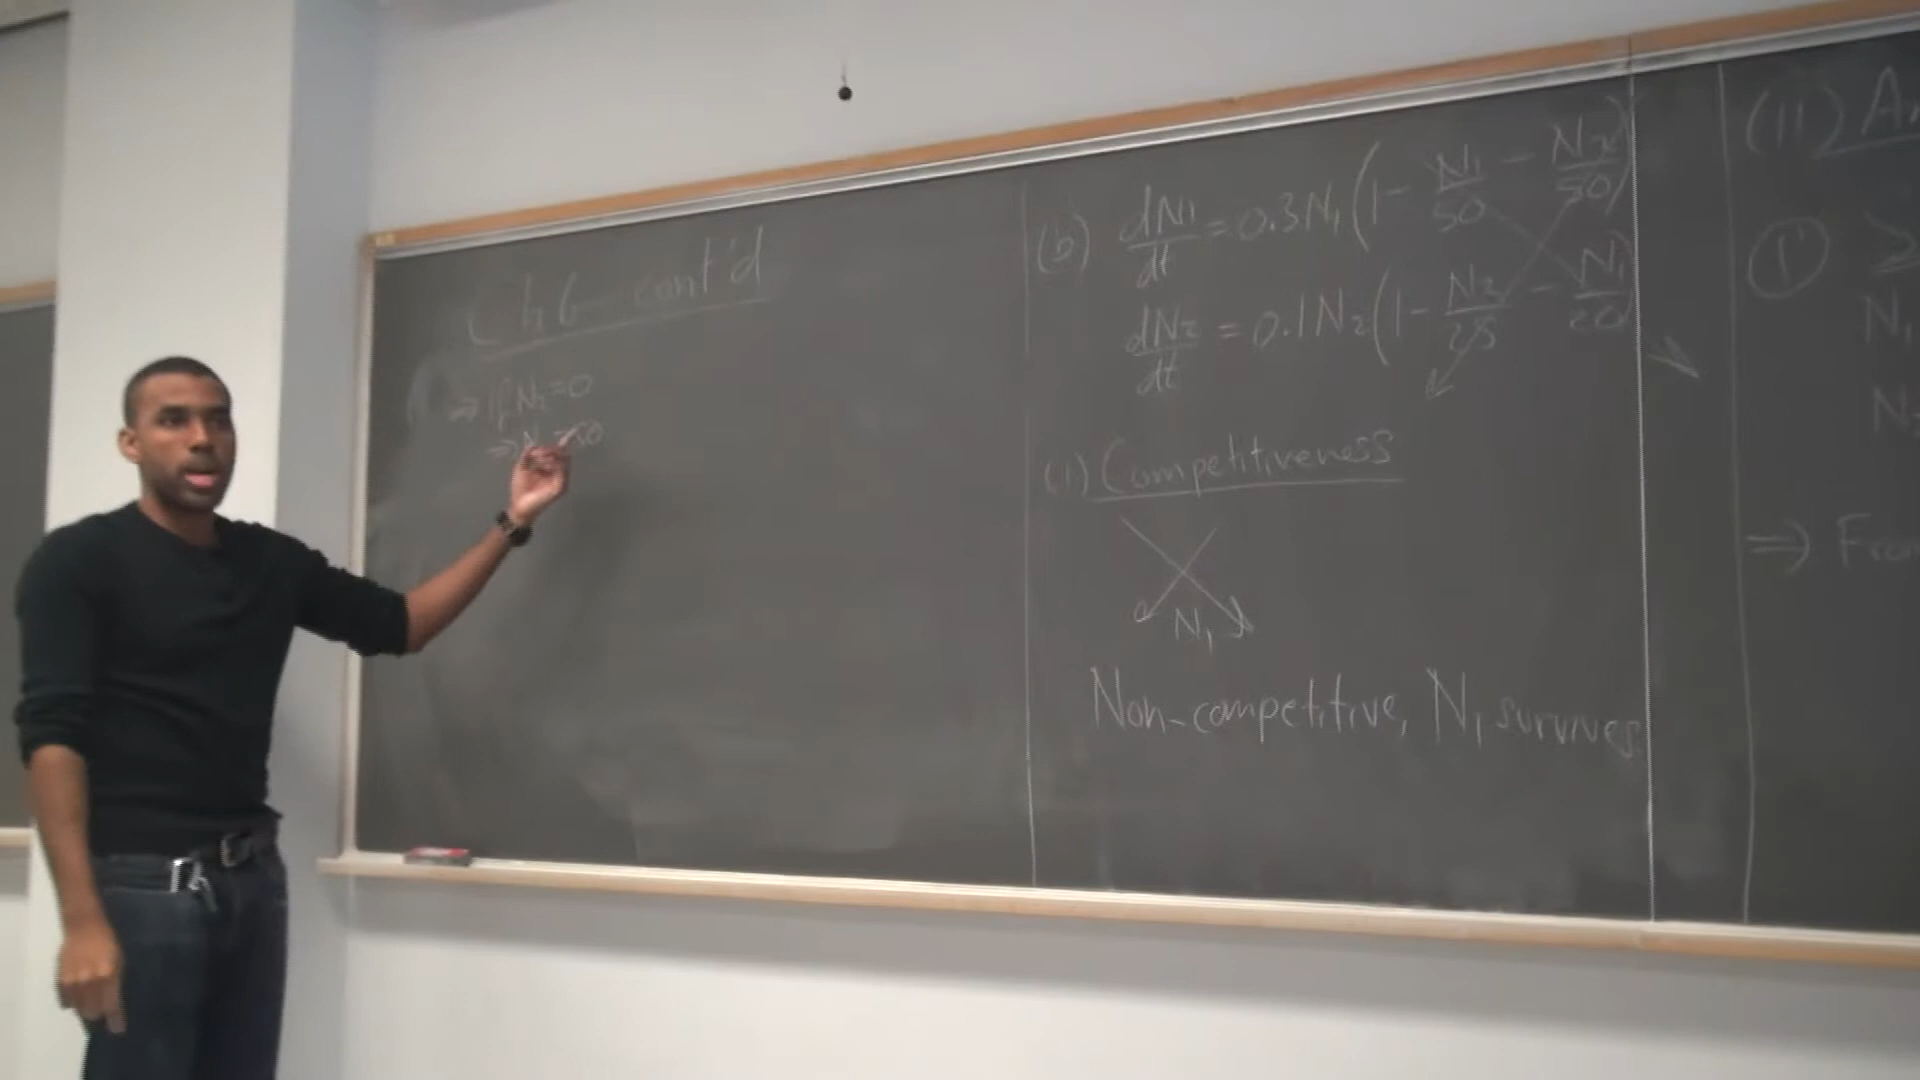 Ch 6 cont'd
⇒ if N₂=0
⇒ N₁=50
(b) dN₁/dt = 0.3N₁(1 - N₁/50 - N₂/50)
dN₂/dt = 0.1N₂(1 - N₂/25 - N₁/20)
(I) Competitiveness
N₁
Non-competitive, N₁ survives.
(II)
①
N₁
N₂
⇒